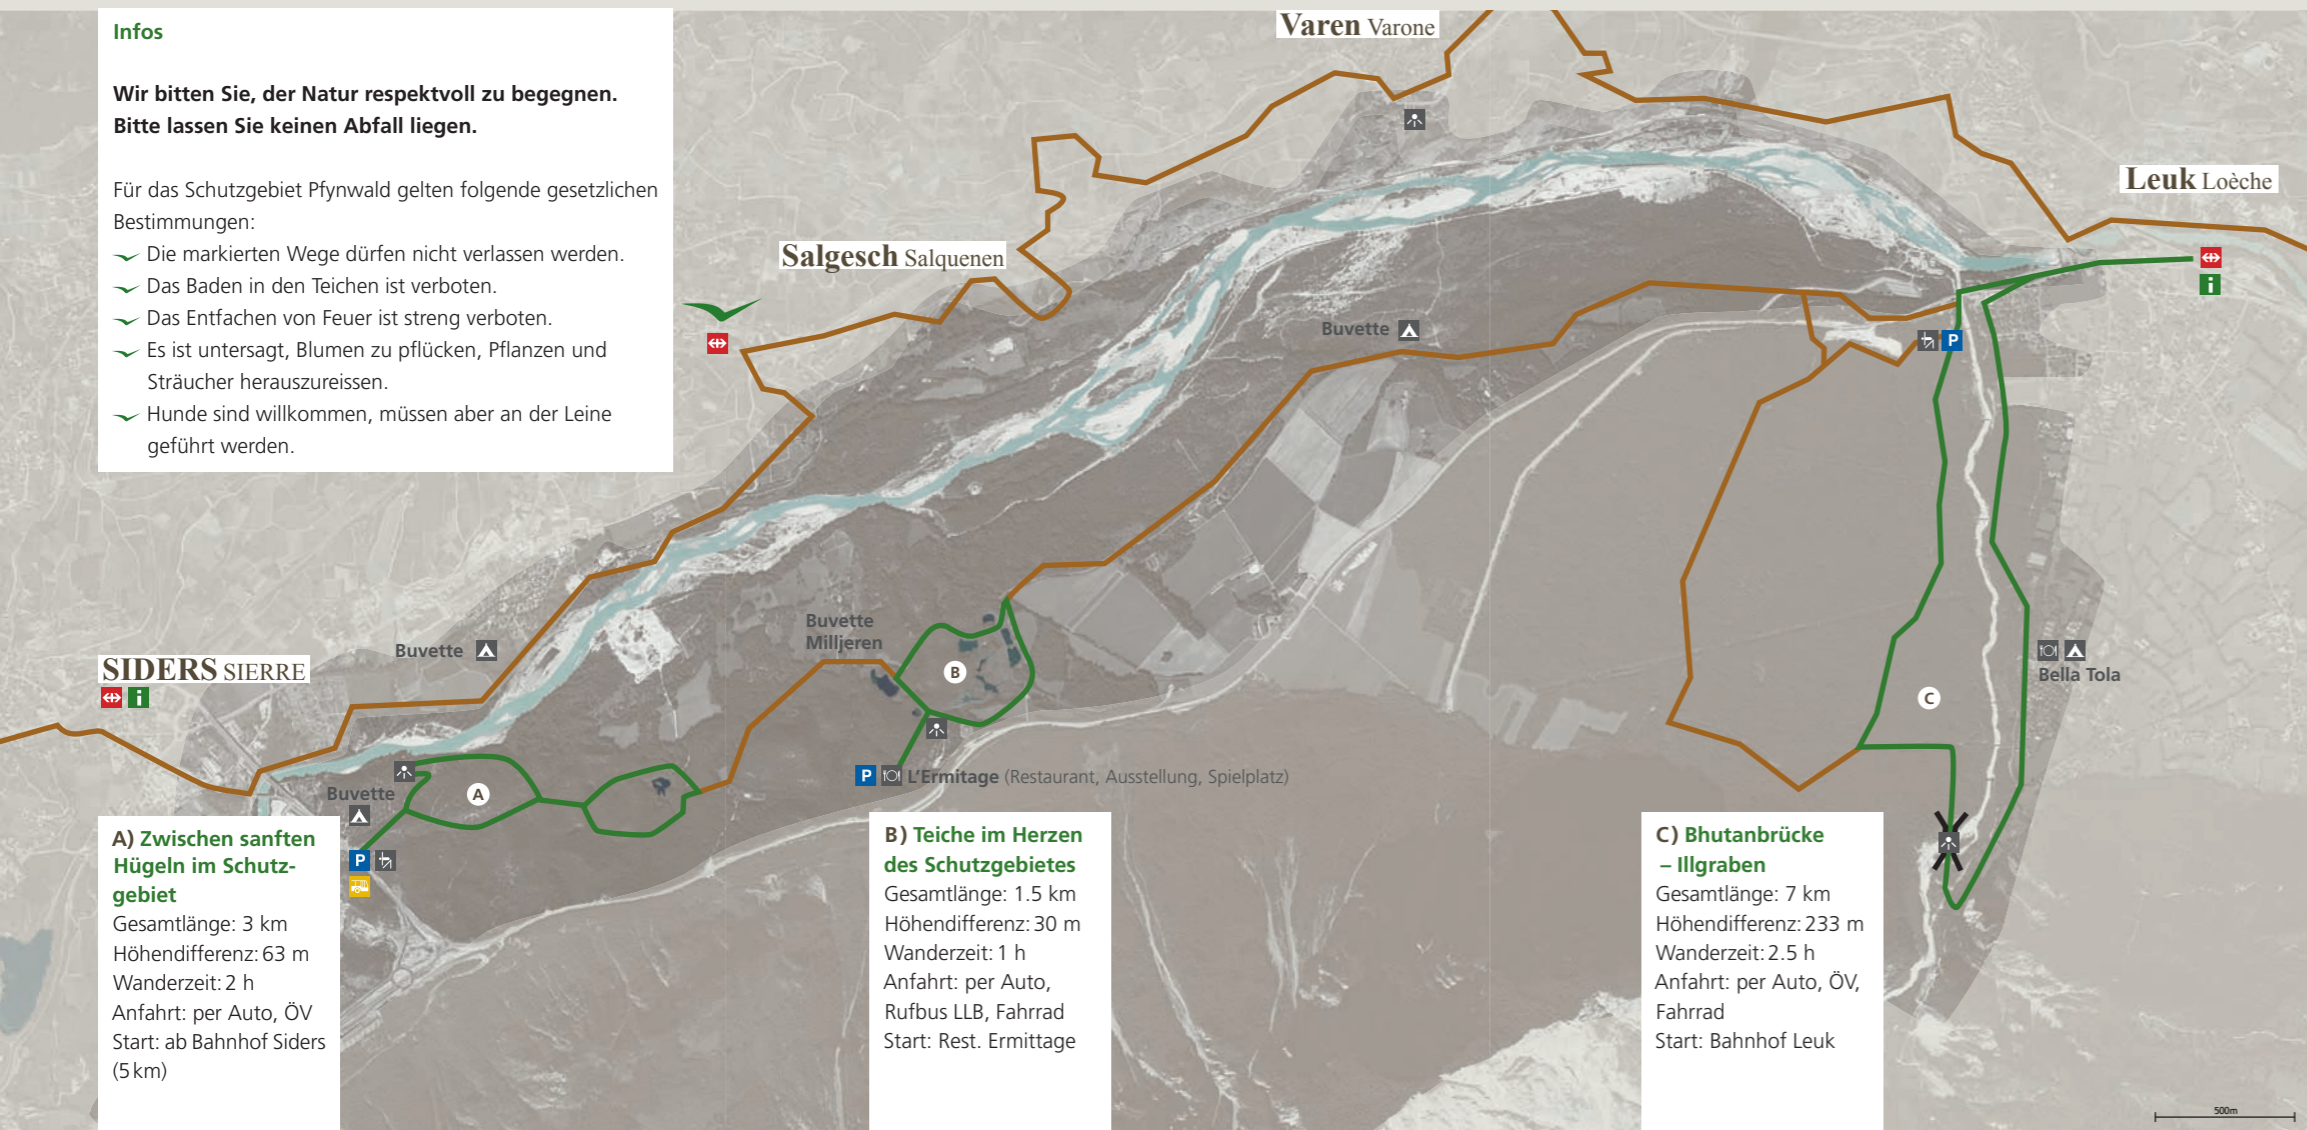 Infos
Wir bitten Sie, der Natur respektvoll zu begegnen.
Bitte lassen Sie keinen Abfall liegen.
Für das Schutzgebiet Pfynwald gelten folgende gesetzlichen
Bestimmungen:
Die markierten Wege dürfen nicht verlassen werden.
Das Baden in den Teichen ist verboten.
Das Entfachen von Feuer ist streng verboten.
Es ist untersagt, Blumen zu pflücken, Pflanzen und
Sträucher herauszureissen.
Hunde sind willkommen, müssen aber an der Leine
geführt werden.
Varen Varone
Leuk Loèche
i
Salgesch Salquenen
Buvette
P
Buvette
Milljeren
Buvette
SIDERS SIERRE
i
B
Bella Tola
C
A
Buvette
P
P L'Ermitage (Restaurant, Ausstellung, Spielplatz)
A) Zwischen sanften
Hügeln im Schutz-
gebiet
Gesamtlänge: 3 km
Höhendifferenz: 63 m
Wanderzeit: 2 h
Anfahrt: per Auto, ÖV
Start: ab Bahnhof Siders
(5 km)
B) Teiche im Herzen
des Schutzgebietes
Gesamtlänge: 1.5 km
Höhendifferenz: 30 m
Wanderzeit: 1 h
Anfahrt: per Auto,
Rufbus LLB, Fahrrad
Start: Rest. Ermittage
C) Bhutanbrücke
– Illgraben
Gesamtlänge: 7 km
Höhendifferenz: 233 m
Wanderzeit: 2.5 h
Anfahrt: per Auto, ÖV,
Fahrrad
Start: Bahnhof Leuk
500m